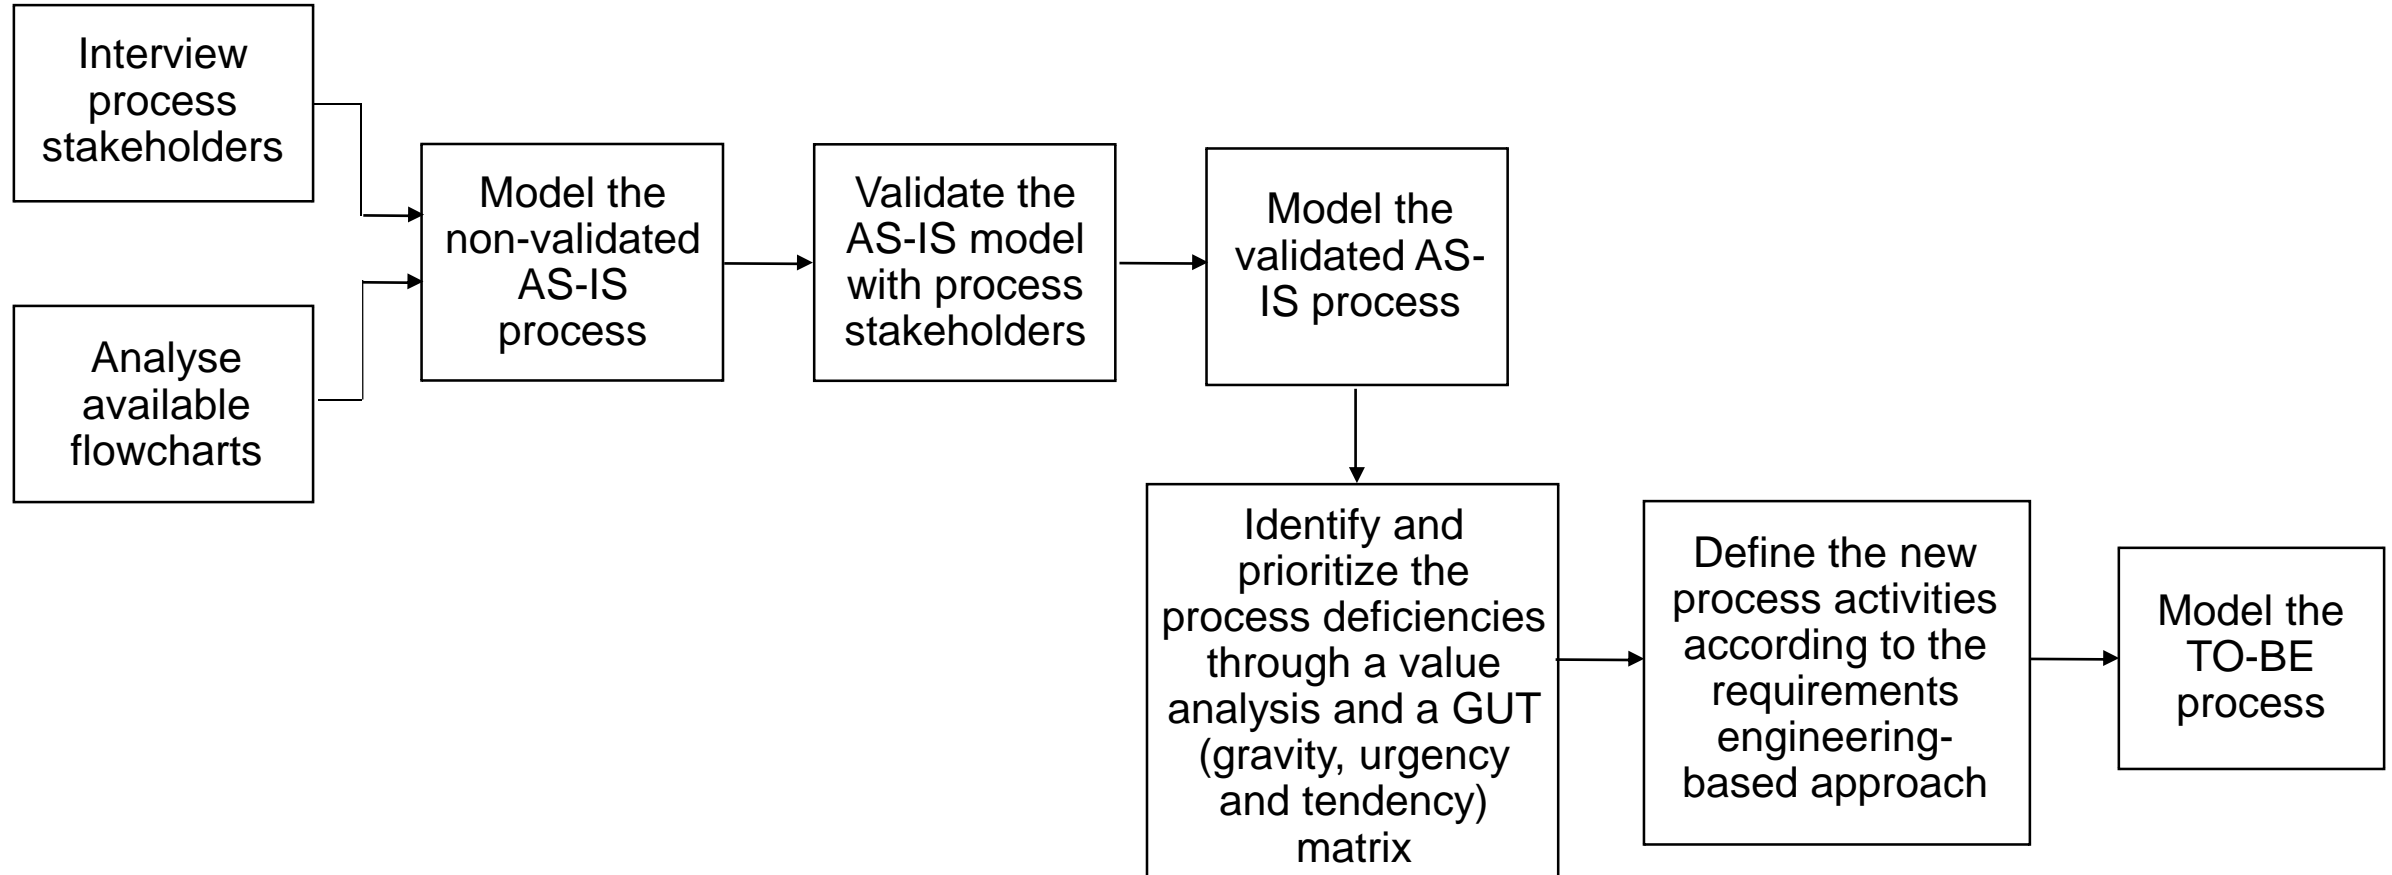 Interview
process
stakeholders
Analyse
available
flowcharts
Model the
non-validated
AS-IS
process
Validate the
AS-IS model
with process
stakeholders
Model the
validated AS-
IS process
Identify and
prioritize the
process deficiencies
through a value
analysis and a GUT
(gravity, urgency
and tendency)
matrix
Define the new
process activities
according to the
requirements
engineering-
based approach
Model the
TO-BE
process